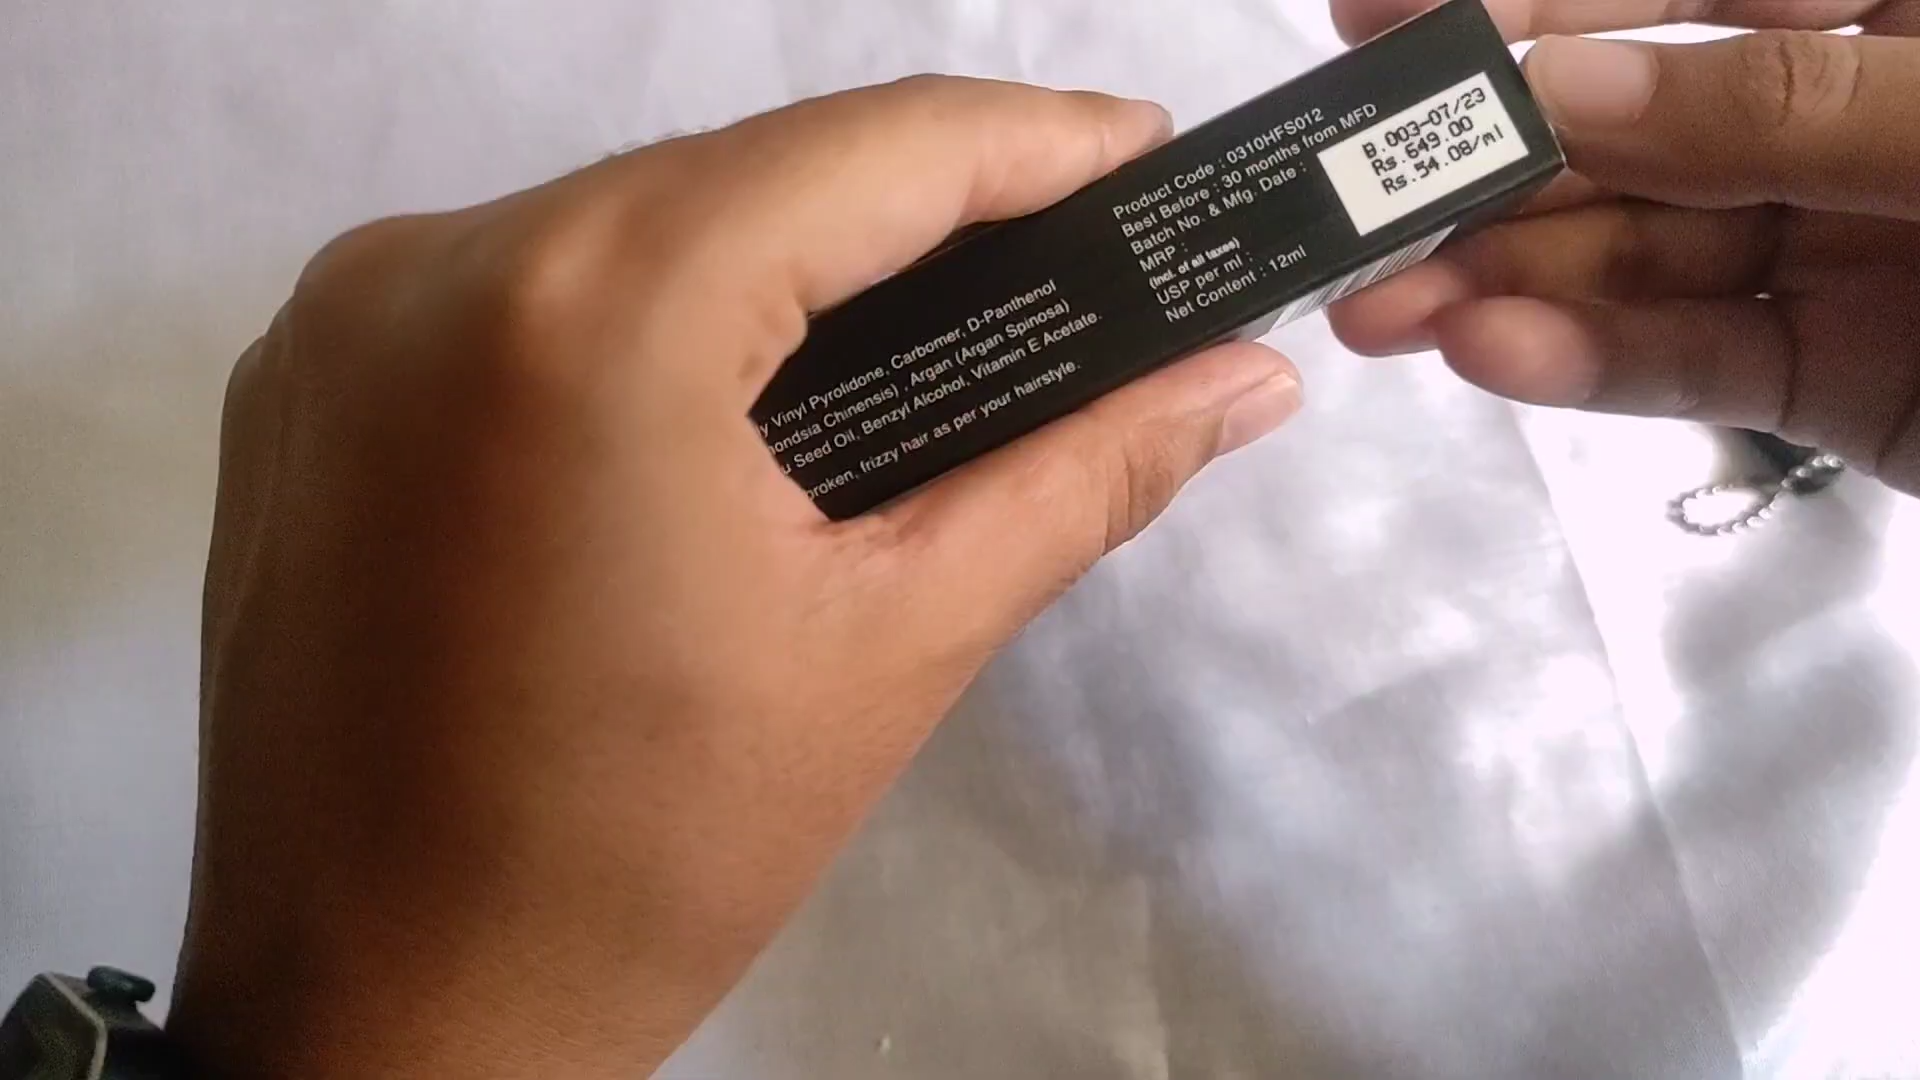 Vinyl Pyrolidone, Carbomer, D-Panthenol
Chinensis) , Argan (Argan Spinosa)
Seed Oil, Benzyl Alcohol, Vitamin E Acetate.
broken, frizzy hair as per your hairstyle.
Product Code : 0310HFS012
Best Before : 30 months from MFD
Batch No. & Mfg. Date :
MRP :
(incl. of all taxes)
USP per ml :
Net Content : 12ml
B.003-07/23
Rs.649.00
Rs.54.08/ml